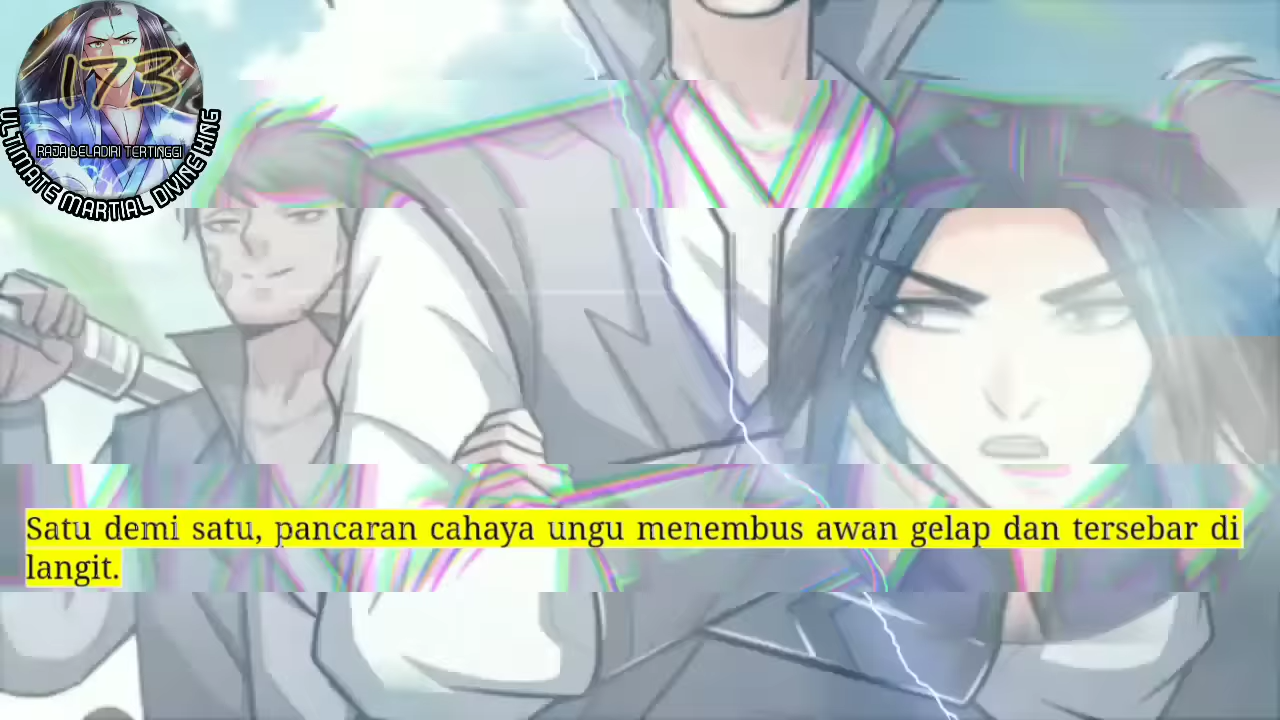 173
RAJA BELADIRI TERTINGGI
ULTIMATE MARTIAL DIVINE KING
Satu demi satu, pancaran cahaya ungu menembus awan gelap dan tersebar di
langit.